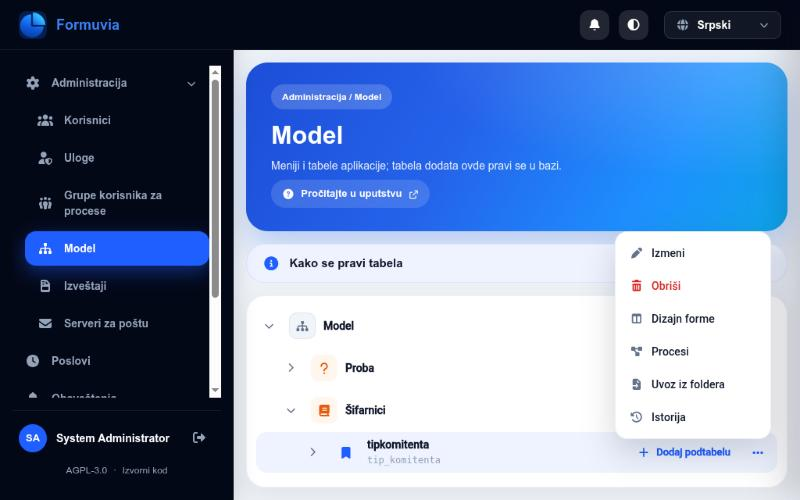 Formuvia
Srpski
Administracija
Korisnici
Uloge
Grupe korisnika za
procese
Model
Izveštaji
Serveri za poštu
Poslovi
System Administrator
SA
AGPL-3.0 · Izvorni kod
Administracija / Model
Model
Meniji i tabele aplikacije; tabela dodata ovde pravi se u bazi.
Pročitajte u uputstvu
Kako se pravi tabela
Model
Proba
Šifarnici
tipkomitenta
tip_komitenta
Izmeni
Obriši
Dizajn forme
Procesi
Uvoz iz foldera
Istorija
+ Dodaj podtabelu